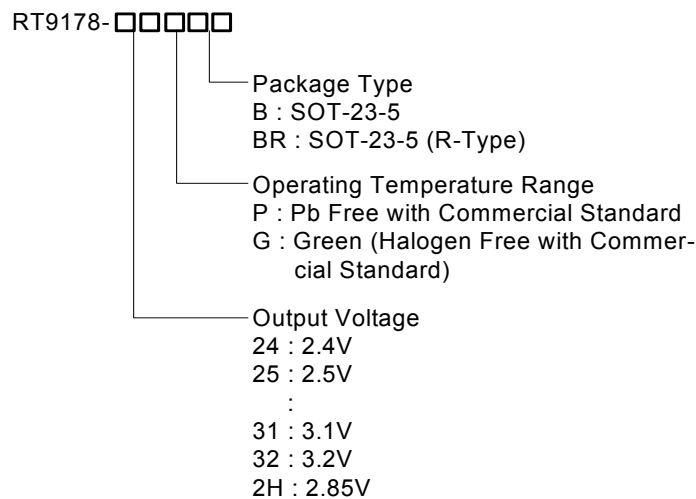 RT9178-
Package Type
B : SOT-23-5
BR : SOT-23-5 (R-Type)
Operating Temperature Range
P : Pb Free with Commercial Standard
G : Green (Halogen Free with Commer-
cial Standard)
Output Voltage
24 : 2.4V
25 : 2.5V
:
31 : 3.1V
32 : 3.2V
2H : 2.85V